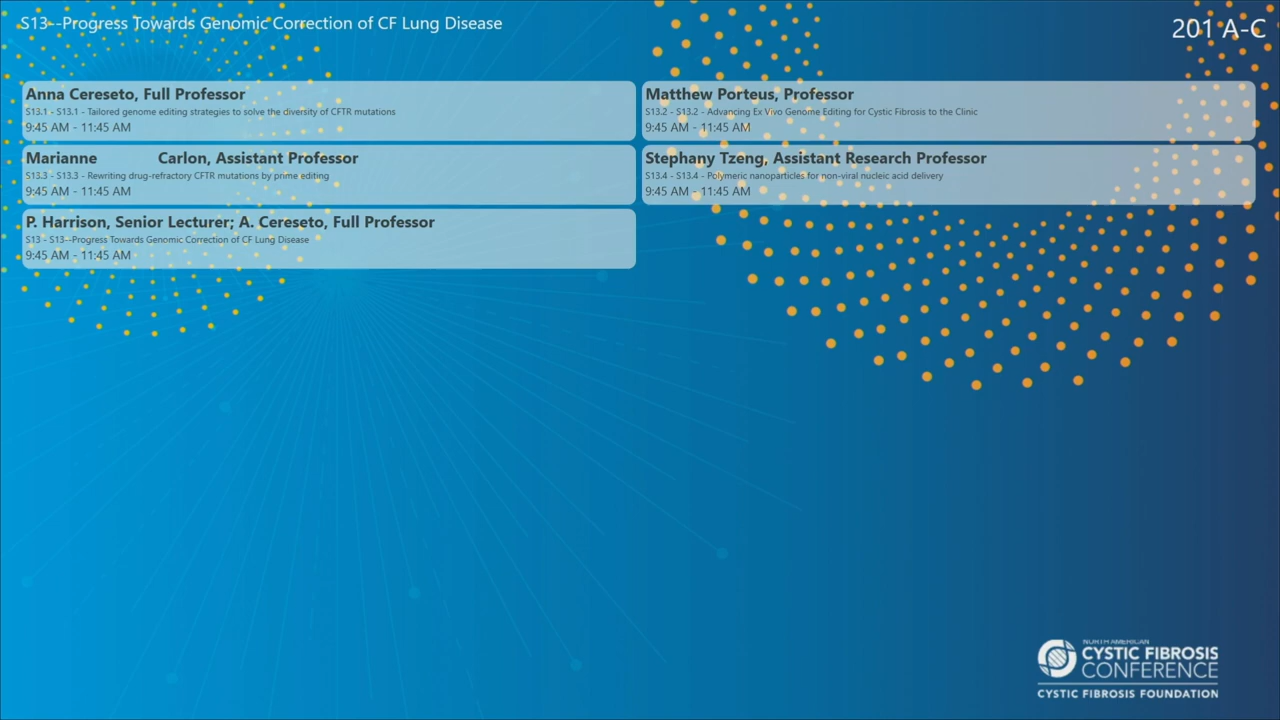 S13--Progress Towards Genomic Correction of CF Lung Disease
201 A-C
Anna Cereseto, Full Professor
S13.1 - S13.1 - Tailored genome editing strategies to solve the diversity of CFTR mutations
9:45 AM - 11:45 AM
Matthew Porteus, Professor
S13.2 - S13.2 - Advancing Ex Vivo Genome Editing for Cystic Fibrosis to the Clinic
9:45 AM - 11:45 AM
Marianne Carlon, Assistant Professor
S13.3 - S13.3 - Rewriting drug-refractory CFTR mutations by prime editing
9:45 AM - 11:45 AM
Stephany Tzeng, Assistant Research Professor
S13.4 - S13.4 - Polymeric nanoparticles for non-viral nucleic acid delivery
9:45 AM - 11:45 AM
P. Harrison, Senior Lecturer; A. Cereseto, Full Professor
S13 - S13--Progress Towards Genomic Correction of CF Lung Disease
9:45 AM - 11:45 AM
NORTH AMERICAN
CYSTIC FIBROSIS
CONFERENCE
CYSTIC FIBROSIS FOUNDATION